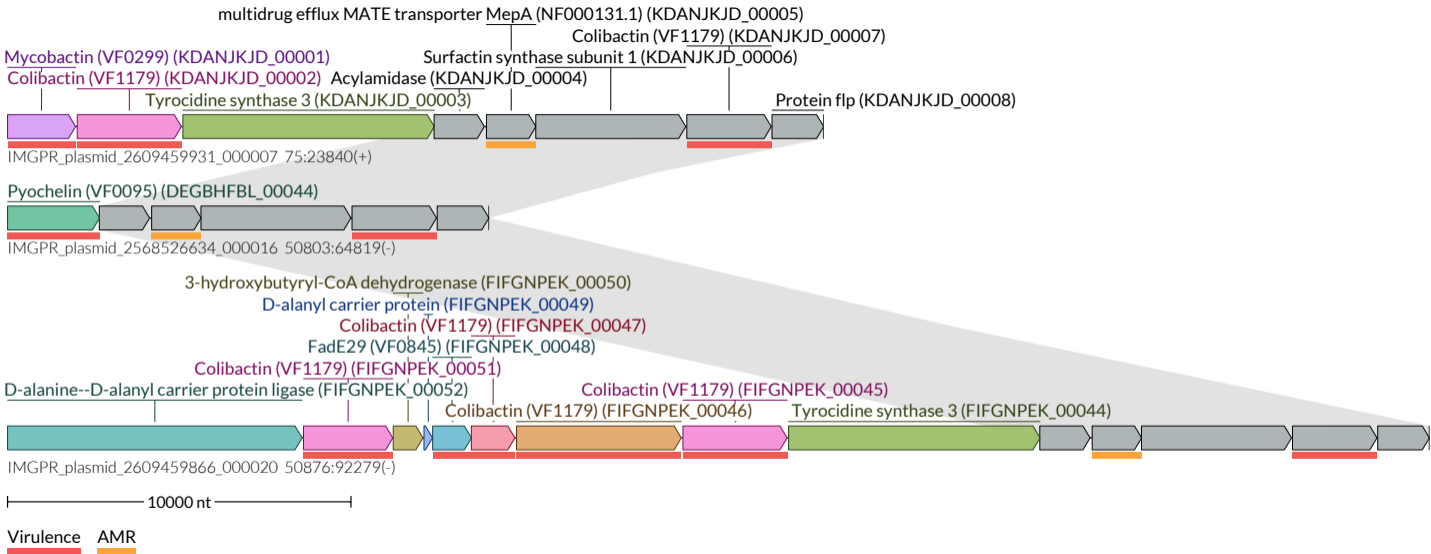 multidrug efflux MATE transporter MepA (NF000131.1) (KDANJKJD_00005)
Colibactin (VF1179) (KDANJKJD_00007)
Mycobactin (VF0299) (KDANJKJD_00001)
Surfactin synthase subunit 1 (KDANJKJD_00006)
Colibactin (VF1179) (KDANJKJD_00002)
Acylamidase (KDANJKJD_00004)
Tyrocidine synthase 3 (KDANJKJD_00003)
Protein flp (KDANJKJD_00008)
IMGPR_plasmid_2609459931_000007 75:23840(+)
Pyochelin (VF0095) (DEGBHFBL_00044)
IMGPR_plasmid_2568526634_000016 50803:64819(-)
3-hydroxybutyryl-CoA dehydrogenase (FIFGNPEK_00050)
D-alanyl carrier protein (FIFGNPEK_00049)
Colibactin (VF1179) (FIFGNPEK_00047)
FadE29 (VF0845) (FIFGNPEK_00048)
Colibactin (VF1179) (FIFGNPEK_00051)
D-alanine--D-alanyl carrier protein ligase (FIFGNPEK_00052)
Colibactin (VF1179) (FIFGNPEK_00045)
Colibactin (VF1179) (FIFGNPEK_00046)
Tyrocidine synthase 3 (FIFGNPEK_00044)
IMGPR_plasmid_2609459866_000020 50876:92279(-)
10000 nt
Virulence
AMR